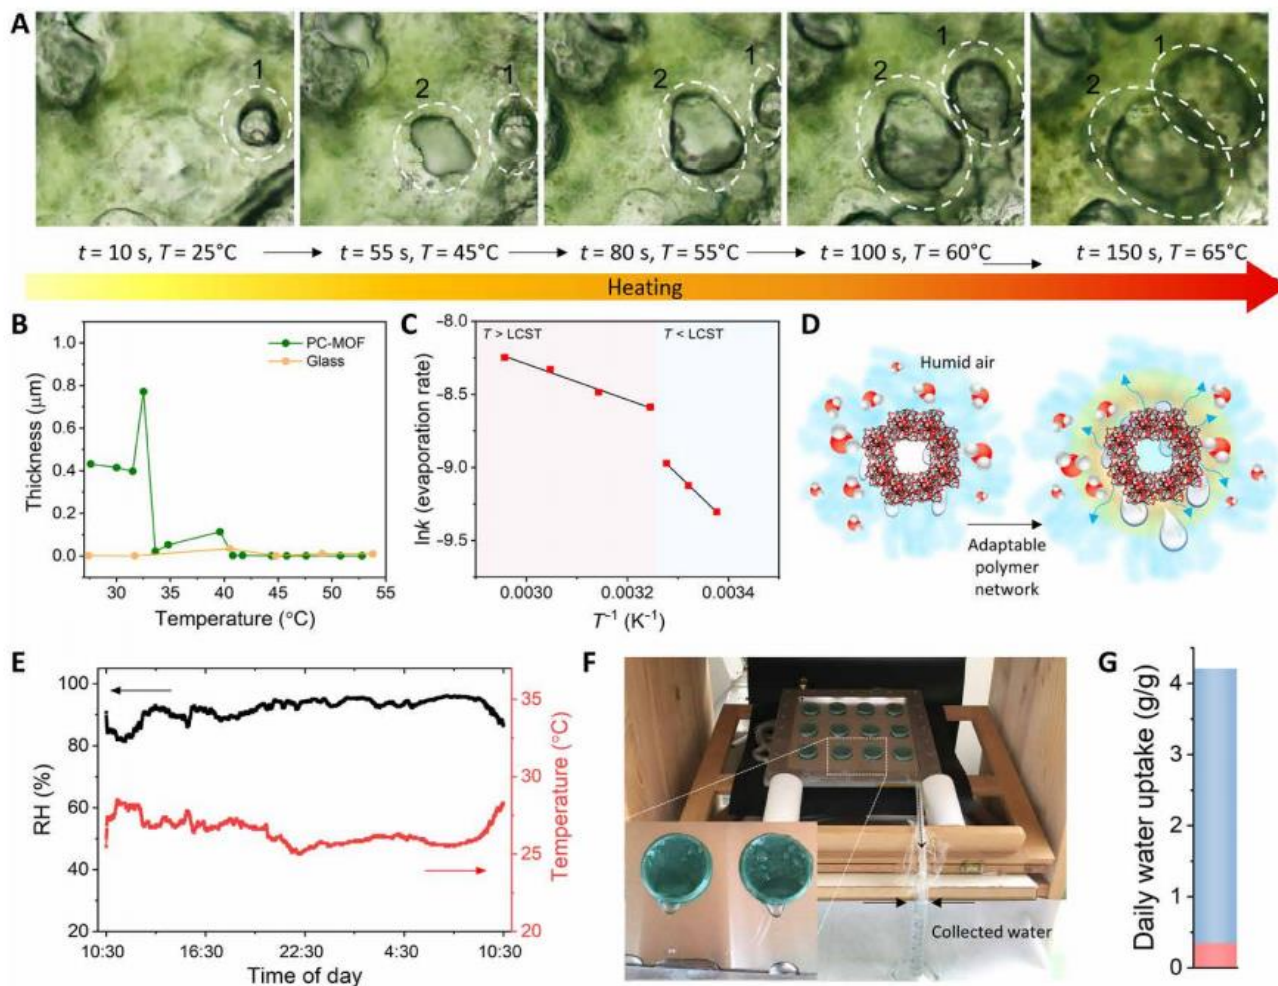 A
1
2
1
2
1
2
1
2
1
t = 10 s, T = 25°C
t = 55 s, T = 45°C
t = 80 s, T = 55°C
t = 100 s, T = 60°C
t = 150 s, T = 65°C
Heating
B
PC-MOF
Glass
1.0
0.8
0.6
0.4
0.2
0.0
Thickness (μm)
30 35 40 45 50 55
Temperature (°C)
C
T > LCST
T < LCST
−8.0
−8.5
−9.0
−9.5
lnk (evaporation rate)
0.0030 0.0032 0.0034
T⁻¹ (K⁻¹)
D
Humid air
Adaptable
polymer
network
E
100
80
60
40
20
RH (%)
35
30
25
20
Temperature (°C)
10:30 16:30 22:30 4:30 10:30
Time of day
F
Collected water
G
4
3
2
1
0
Daily water uptake (g/g)